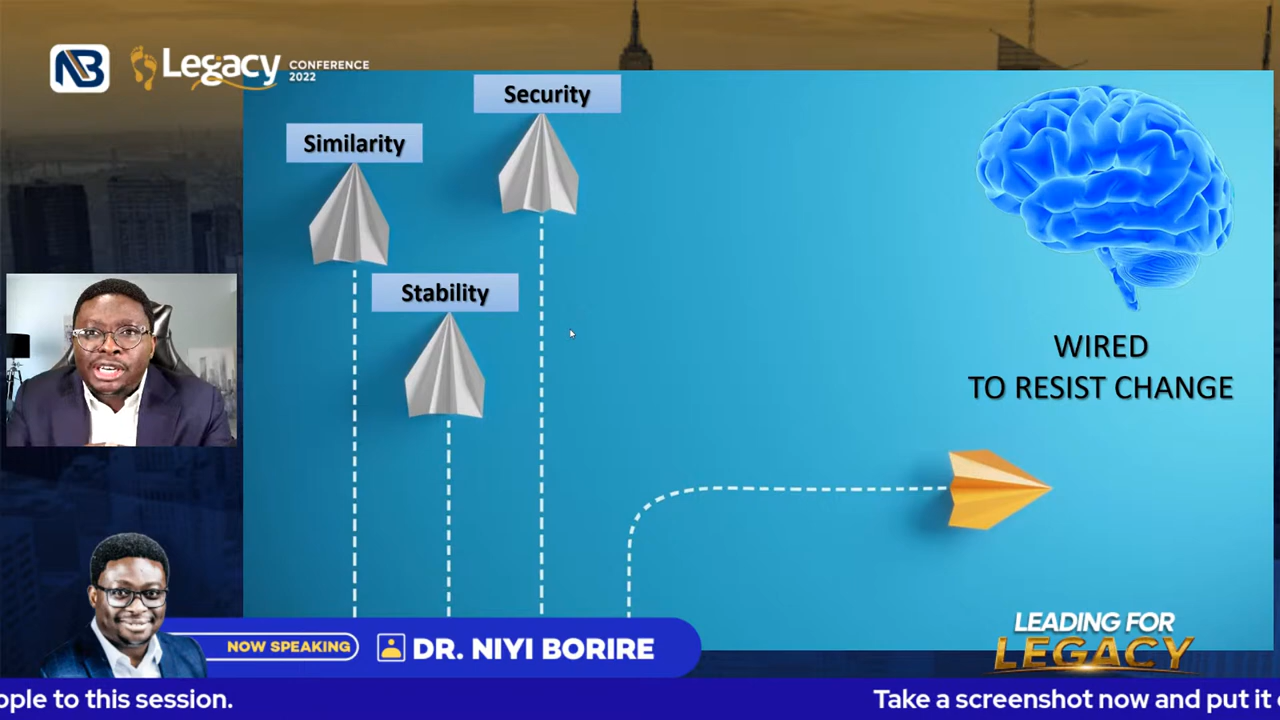 NB
Legacy
CONFERENCE
2022
Security
Similarity
Stability
WIRED
TO RESIST CHANGE
NOW SPEAKING
DR. NIYI BORIRE
LEADING FOR
LEGACY
ople to this session.
Take a screenshot now and put it